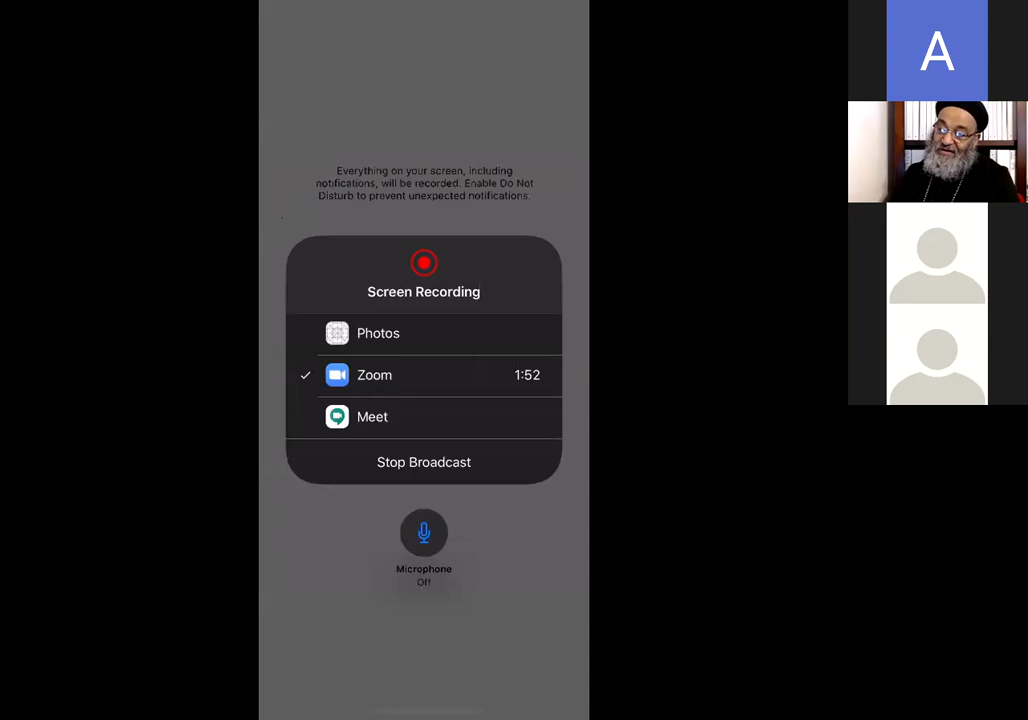 Everything on your screen, including
notifications, will be recorded. Enable Do Not
Disturb to prevent unexpected notifications.
Screen Recording
Photos
Zoom 1:52
Meet
Stop Broadcast
Microphone
Off
A